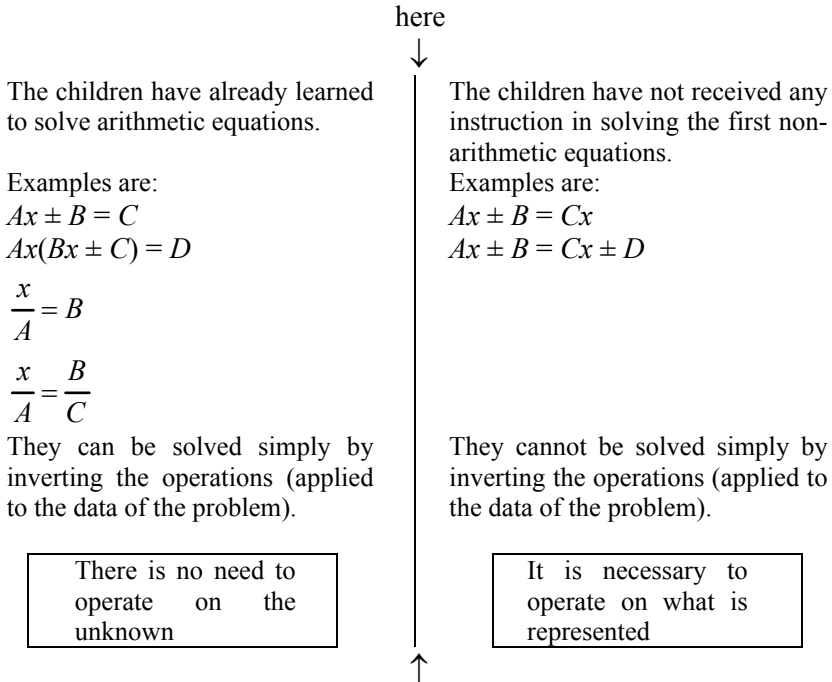 here
↓
The children have already learned
to solve arithmetic equations.
Examples are:
Ax ± B = C
Ax(Bx ± C) = D
x/A = B
x/A = B/C
They can be solved simply by
inverting the operations (applied
to the data of the problem).
There is no need to
operate on the
unknown
The children have not received any
instruction in solving the first non-
arithmetic equations.
Examples are:
Ax ± B = Cx
Ax ± B = Cx ± D
They cannot be solved simply by
inverting the operations (applied to
the data of the problem).
It is necessary to
operate on what is
represented
↑